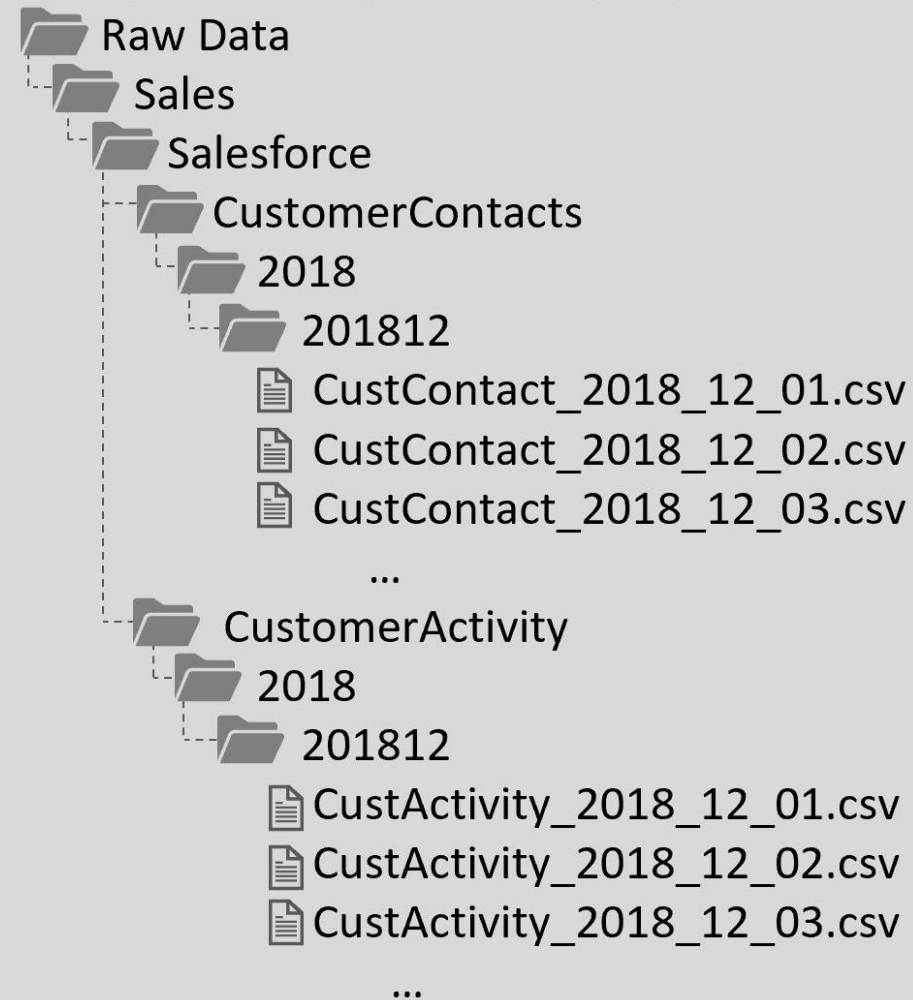 Raw Data
Sales
Salesforce
CustomerContacts
2018
201812
CustContact_2018_12_01.csv
CustContact_2018_12_02.csv
CustContact_2018_12_03.csv
...
CustomerActivity
2018
201812
CustActivity_2018_12_01.csv
CustActivity_2018_12_02.csv
CustActivity_2018_12_03.csv
...